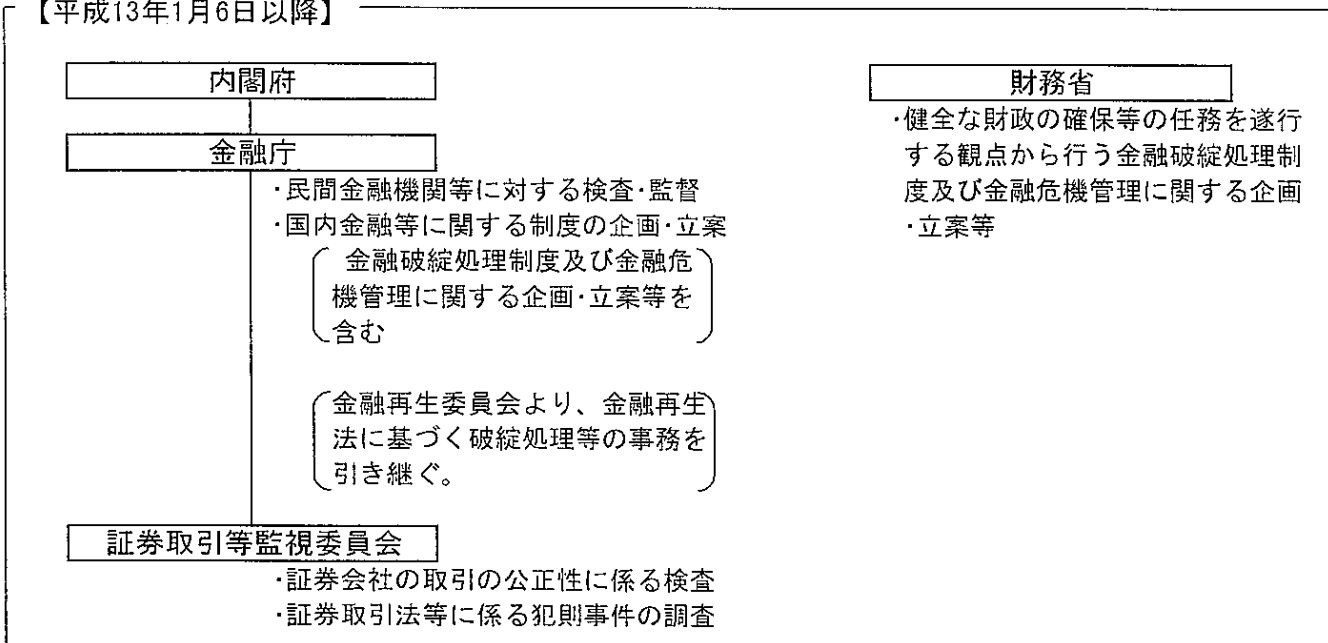 【平成13年1月6日以降】
内閣府
金融庁
・民間金融機関等に対する検査・監督
・国内金融等に関する制度の企画・立案
金融破綻処理制度及び金融危
機管理に関する企画・立案等を
含む
金融再生委員会より、金融再生
法に基づく破綻処理等の事務を
引き継ぐ。
証券取引等監視委員会
・証券会社の取引の公正性に係る検査
・証券取引法等に係る犯則事件の調査
財務省
・健全な財政の確保等の任務を遂行
する観点から行う金融破綻処理制
度及び金融危機管理に関する企画
・立案等